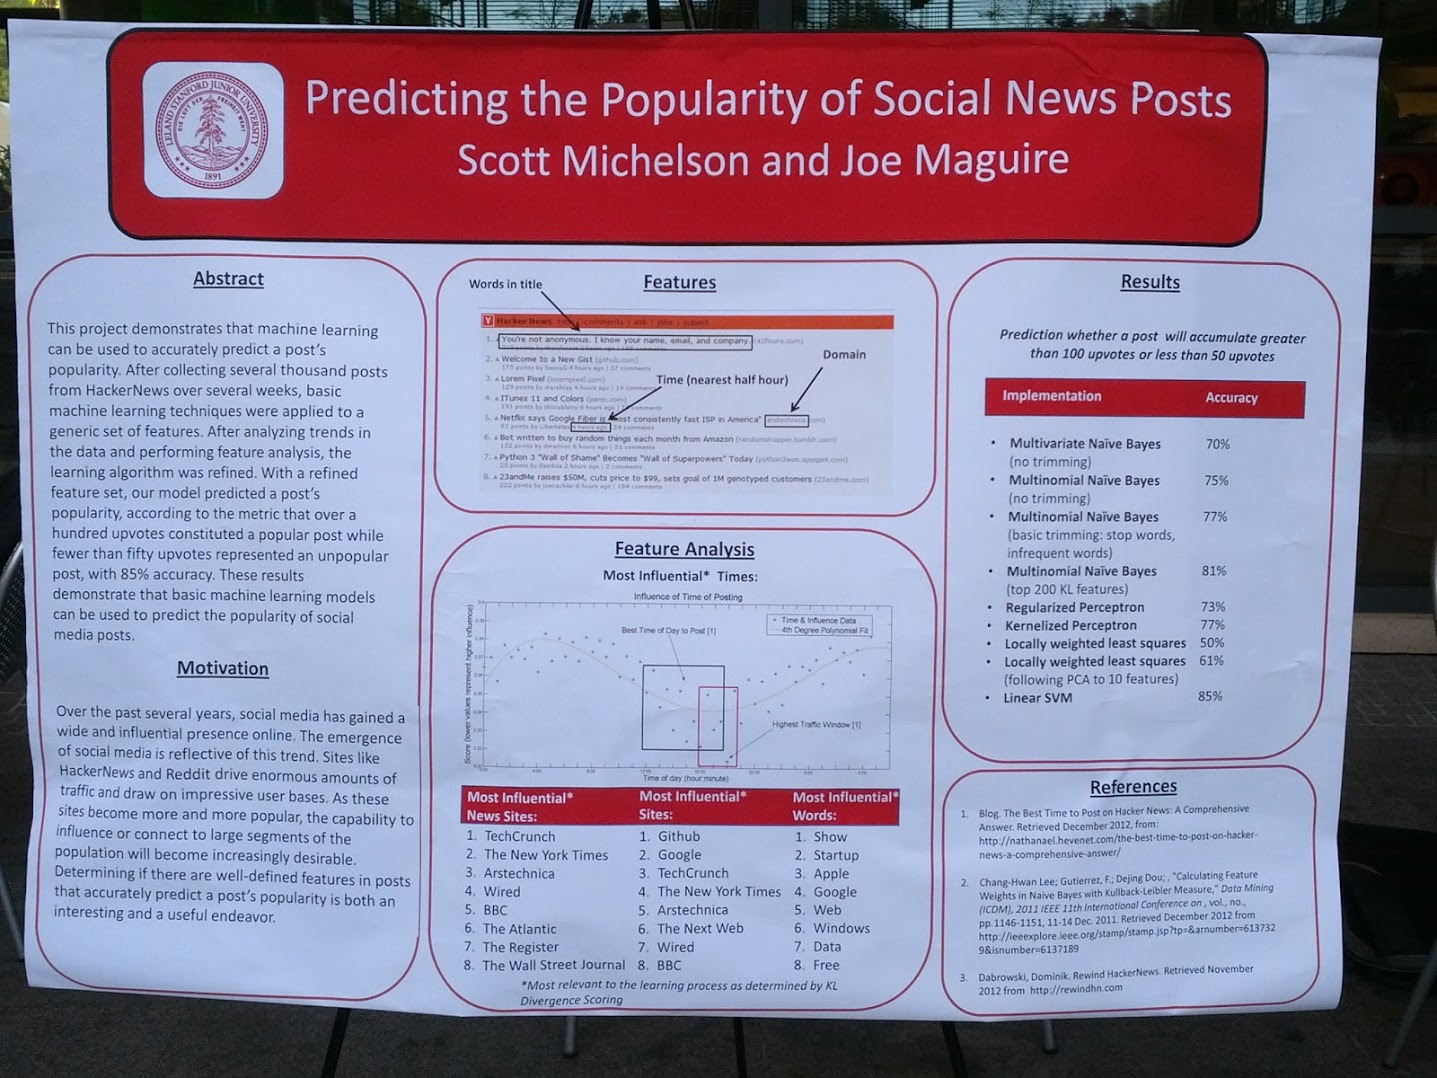 Predicting the Popularity of Social News Posts
Scott Michelson and Joe Maguire
LELAND STANFORD JUNIOR UNIVERSITY
DIE LUFT DER FREIHEIT WEHT
1891
Abstract
This project demonstrates that machine learning
can be used to accurately predict a post's
popularity. After collecting several thousand posts
from HackerNews over several weeks, basic
machine learning techniques were applied to a
generic set of features. After analyzing trends in
the data and performing feature analysis, the
learning algorithm was refined. With a refined
feature set, our model predicted a post's
popularity, according to the metric that over a
hundred upvotes constituted a popular post while
fewer than fifty upvotes represented an unpopular
post, with 85% accuracy. These results
demonstrate that basic machine learning models
can be used to predict the popularity of social
media posts.
Motivation
Over the past several years, social media has gained a
wide and influential presence online. The emergence
of social media is reflective of this trend. Sites like
HackerNews and Reddit drive enormous amounts of
traffic and draw on impressive user bases. As these
sites become more and more popular, the capability to
influence or connect to large segments of the
population will become increasingly desirable.
Determining if there are well-defined features in posts
that accurately predict a post's popularity is both an
interesting and a useful endeavor.
Features
Words in title
Y Hacker News new | comments | ask | jobs | submit
1. You're not anonymous. I know your name, email, and company. (42floors.com)
2. Welcome to a New Gist (github.com)
3. Lorem Pixel (lorempixel.com)
4. iTunes 11 and Colors (panic.com)
5. Netflix says Google Fiber is most consistently fast ISP in America" (arstechnica.com)
4 hours ago
6. Bot written to buy random things each month from Amazon (randomshopper.tumblr.com)
7. Python 3 "Wall of Shame" Becomes "Wall of Superpowers" Today (python3wos.appspot.com)
8. 23andMe raises $50M, cuts price to $99, sets goal of 1M genotyped customers (23andme.com)
Domain
Time (nearest half hour)
Feature Analysis
Most Influential* Times:
Influence of Time of Posting
Score (lower values represent higher influence)
Best Time of Day to Post [1]
Time & Influence Data
4th Degree Polynomial Fit
Highest Traffic Window [1]
Time of day (hour:minute)
Most Influential* News Sites:
1. TechCrunch
2. The New York Times
3. Arstechnica
4. Wired
5. BBC
6. The Atlantic
7. The Register
8. The Wall Street Journal
Most Influential* Sites:
1. Github
2. Google
3. TechCrunch
4. The New York Times
5. Arstechnica
6. The Next Web
7. Wired
8. BBC
Most Influential* Words:
1. Show
2. Startup
3. Apple
4. Google
5. Web
6. Windows
7. Data
8. Free
*Most relevant to the learning process as determined by KL
Divergence Scoring
Results
Prediction whether a post will accumulate greater
than 100 upvotes or less than 50 upvotes
Implementation Accuracy
• Multivariate Naïve Bayes 70%
(no trimming)
• Multinomial Naïve Bayes 75%
(no trimming)
• Multinomial Naïve Bayes 77%
(basic trimming: stop words,
infrequent words)
• Multinomial Naïve Bayes 81%
(top 200 KL features)
• Regularized Perceptron 73%
• Kernelized Perceptron 77%
• Locally weighted least squares 50%
• Locally weighted least squares 61%
(following PCA to 10 features)
• Linear SVM 85%
References
1. Blog. The Best Time to Post on Hacker News: A Comprehensive
Answer. Retrieved December 2012, from:
http://nathanael.hevenet.com/the-best-time-to-post-on-hacker-
news-a-comprehensive-answer/
2. Chang-Hwan Lee; Gutierrez, F.; Dejing Dou; , "Calculating Feature
Weights in Naive Bayes with Kullback-Leibler Measure," Data Mining
(ICDM), 2011 IEEE 11th International Conference on , vol., no.,
pp.1146-1151, 11-14 Dec. 2011. Retrieved December 2012 from
http://ieeexplore.ieee.org/stamp/stamp.jsp?tp=&arnumber=613732
9&isnumber=6137189
3. Dabrowski, Dominik. Rewind HackerNews. Retrieved November
2012 from http://rewindhn.com